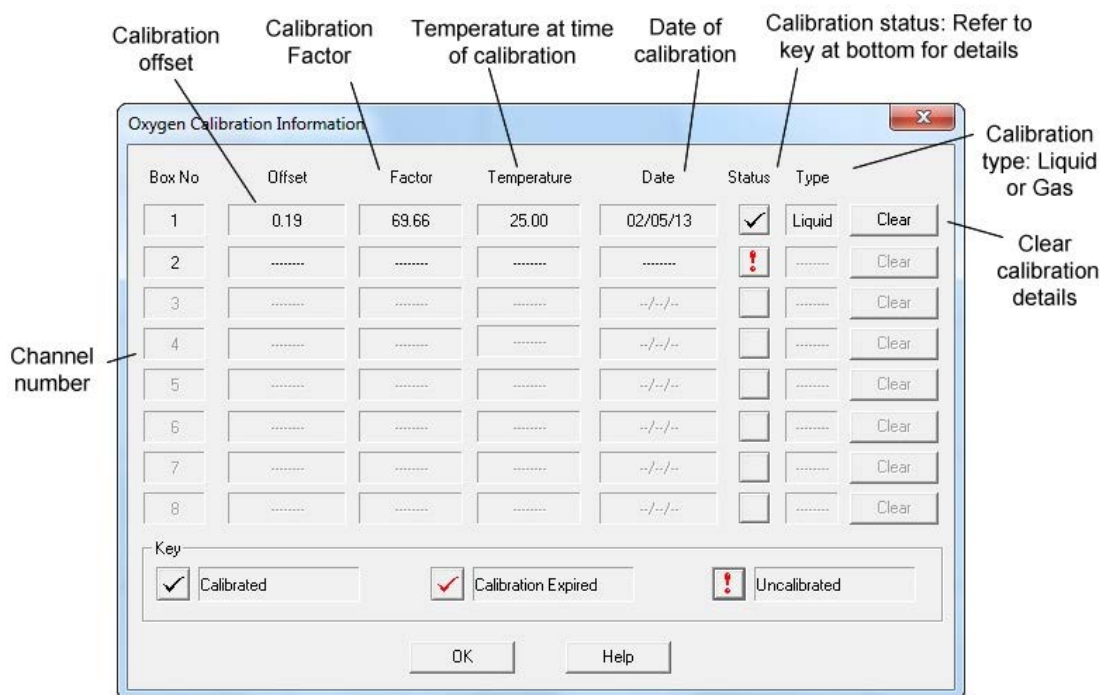 Calibration
offset
Calibration
Factor
Temperature at time
of calibration
Date of
calibration
Calibration status: Refer to
key at bottom for details
Calibration
type: Liquid
or Gas
Clear
calibration
details
Channel
number
Oxygen Calibration Information
Box No Offset Factor Temperature Date Status Type
1 0.19 69.66 25.00 02/05/13 Liquid Clear
2 -------- -------- -------- -------- -------- Clear
3 -------- -------- -------- --/--/-- -------- Clear
4 -------- -------- -------- --/--/-- -------- Clear
5 -------- -------- -------- --/--/-- -------- Clear
6 -------- -------- -------- --/--/-- -------- Clear
7 -------- -------- -------- --/--/-- -------- Clear
8 -------- -------- -------- --/--/-- -------- Clear
Key
Calibrated Calibration Expired Uncalibrated
OK Help